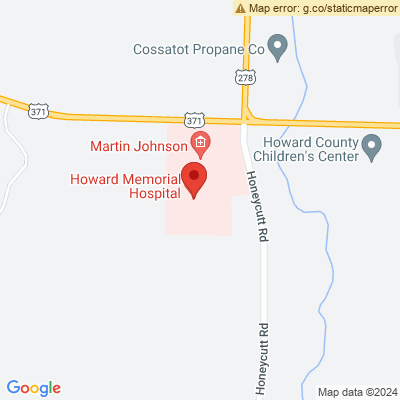 Map error: g.co/staticmaperror
Cossatot Propane Co
278
371
371
Martin Johnson
Howard County
Children's Center
Howard Memorial
Hospital
Honeycutt Rd
Honeycutt Rd
Google
Map data ©2024